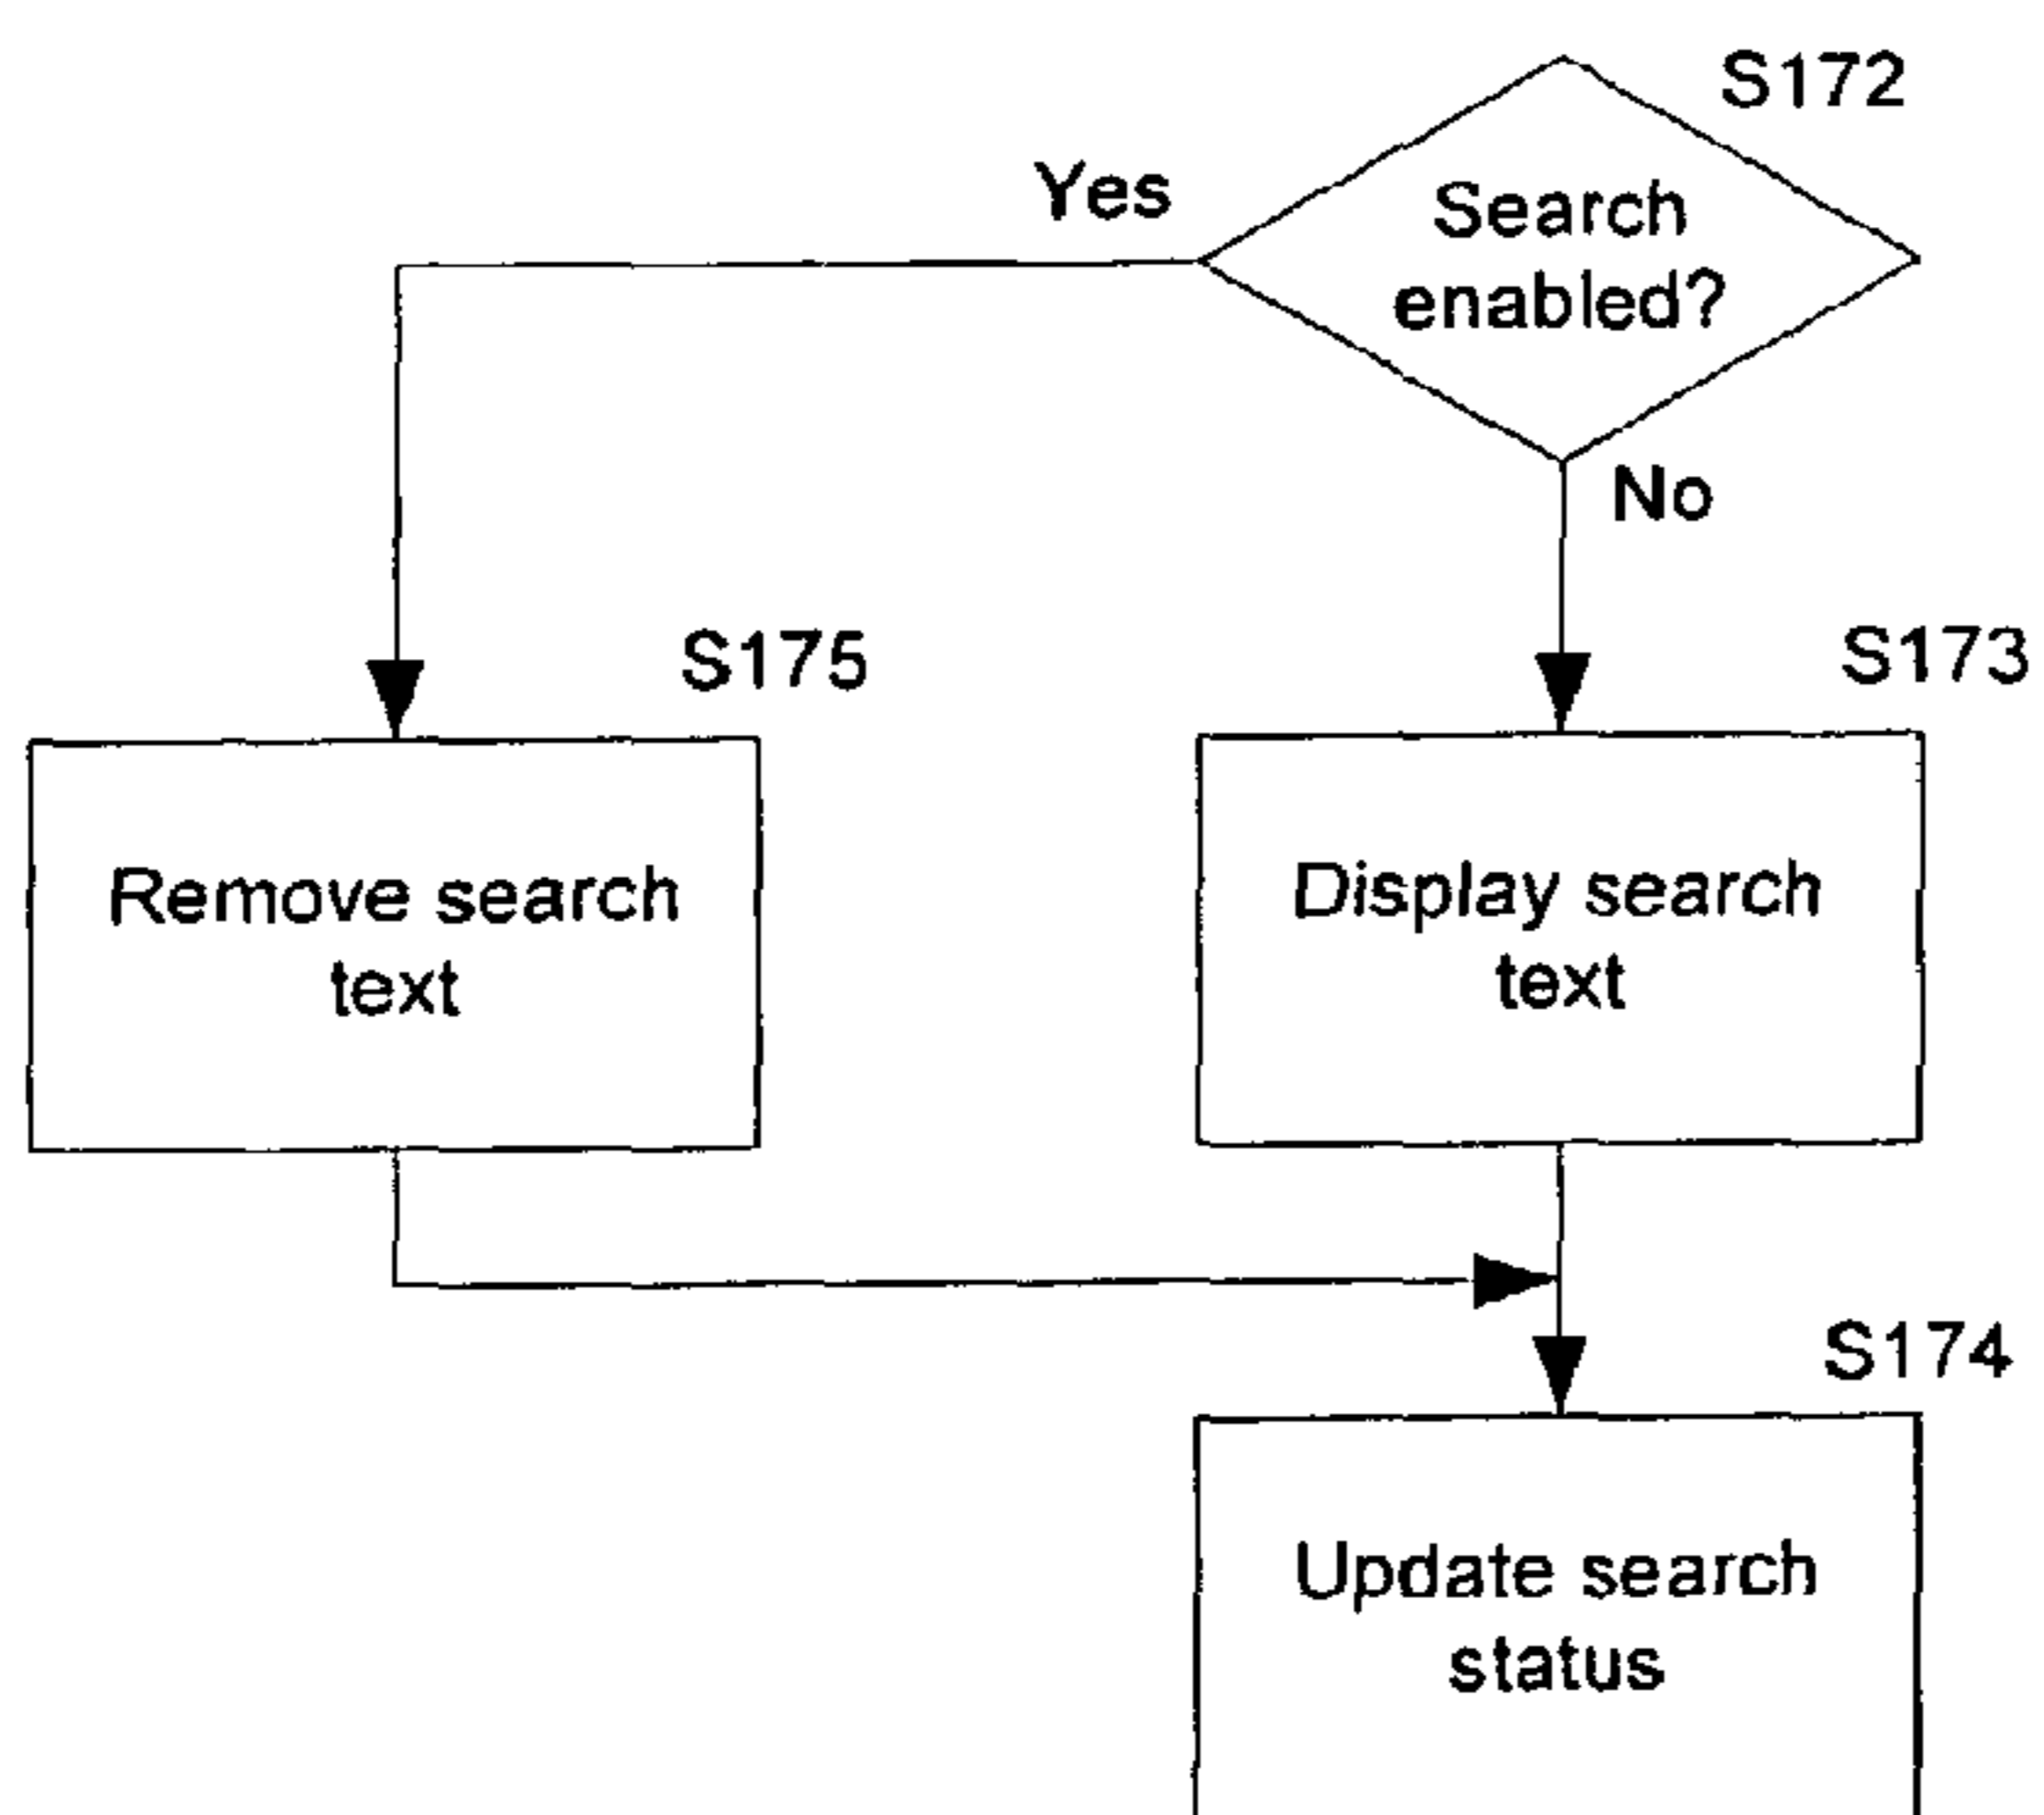 S172
Yes
Search
enabled?
No
S175
S173
Remove search
text
Display search
text
S174
Update search
status